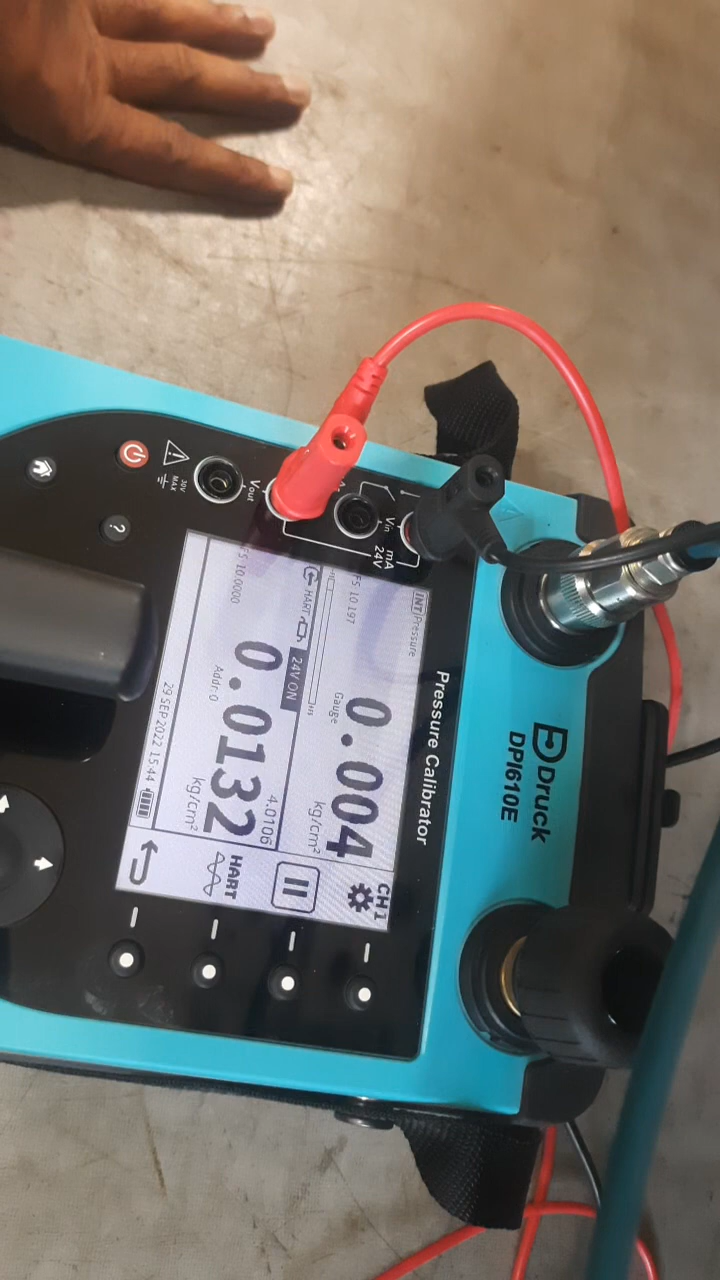 Druck
DPI610E
Pressure Calibrator
INT Pressure
CH1
FS: 10.197
0.004
Gauge
kg/cm²
HART
24V ON
4.0106
FS: 10.0000
0.0132
Addr: 0
kg/cm²
HART
29 SEP 2022 15:44
mA
24V
Vin
Vout
30V
MAX
?